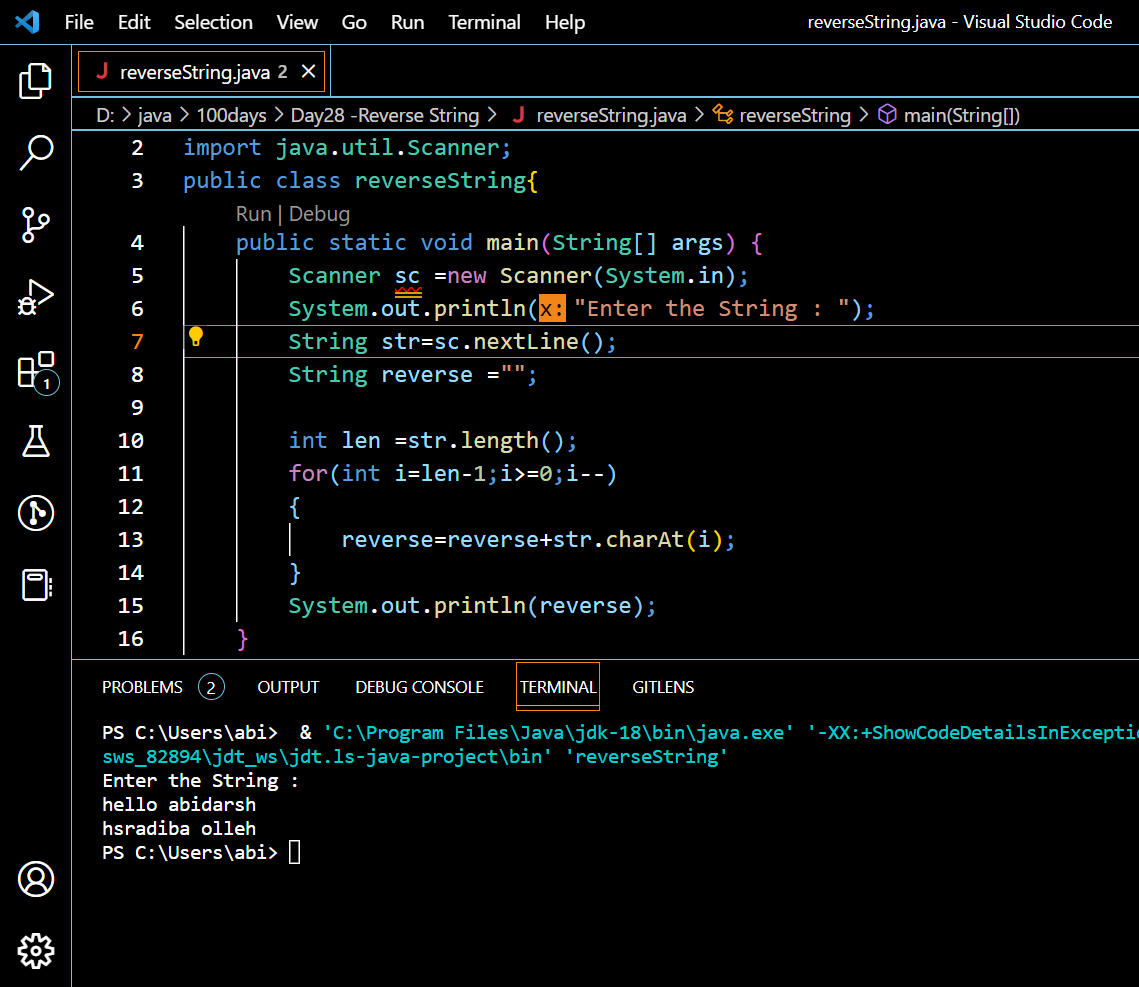 File Edit Selection View Go Run Terminal Help reverseString.java - Visual Studio Code
J reverseString.java 2 ×
D: > java > 100days > Day28 -Reverse String > J reverseString.java > reverseString > main(String[])
2 import java.util.Scanner;
3 public class reverseString{
Run | Debug
4 public static void main(String[] args) {
5 Scanner sc =new Scanner(System.in);
6 System.out.println(x: "Enter the String : ");
7 String str=sc.nextLine();
8 String reverse ="";
9
10 int len =str.length();
11 for(int i=len-1;i>=0;i--)
12 {
13 reverse=reverse+str.charAt(i);
14 }
15 System.out.println(reverse);
16 }
1
PROBLEMS 2 OUTPUT DEBUG CONSOLE TERMINAL GITLENS
PS C:\Users\abi> & 'C:\Program Files\Java\jdk-18\bin\java.exe' '-XX:+ShowCodeDetailsInExceptio
sws_82894\jdt_ws\jdt.ls-java-project\bin' 'reverseString'
Enter the String :
hello abidarsh
hsradiba olleh
PS C:\Users\abi>